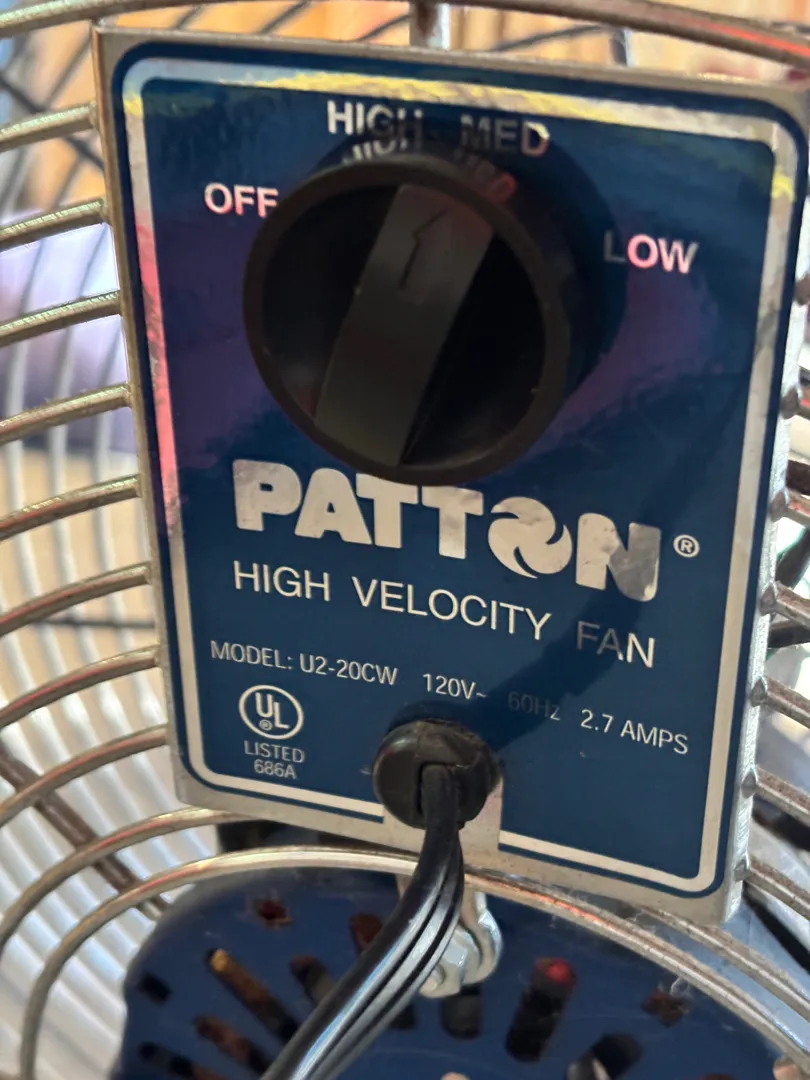 HIGH MED
OFF
LOW
PATTON®
HIGH VELOCITY FAN
MODEL: U2-20CW 120V~ 60Hz 2.7 AMPS
UL®
LISTED
686A